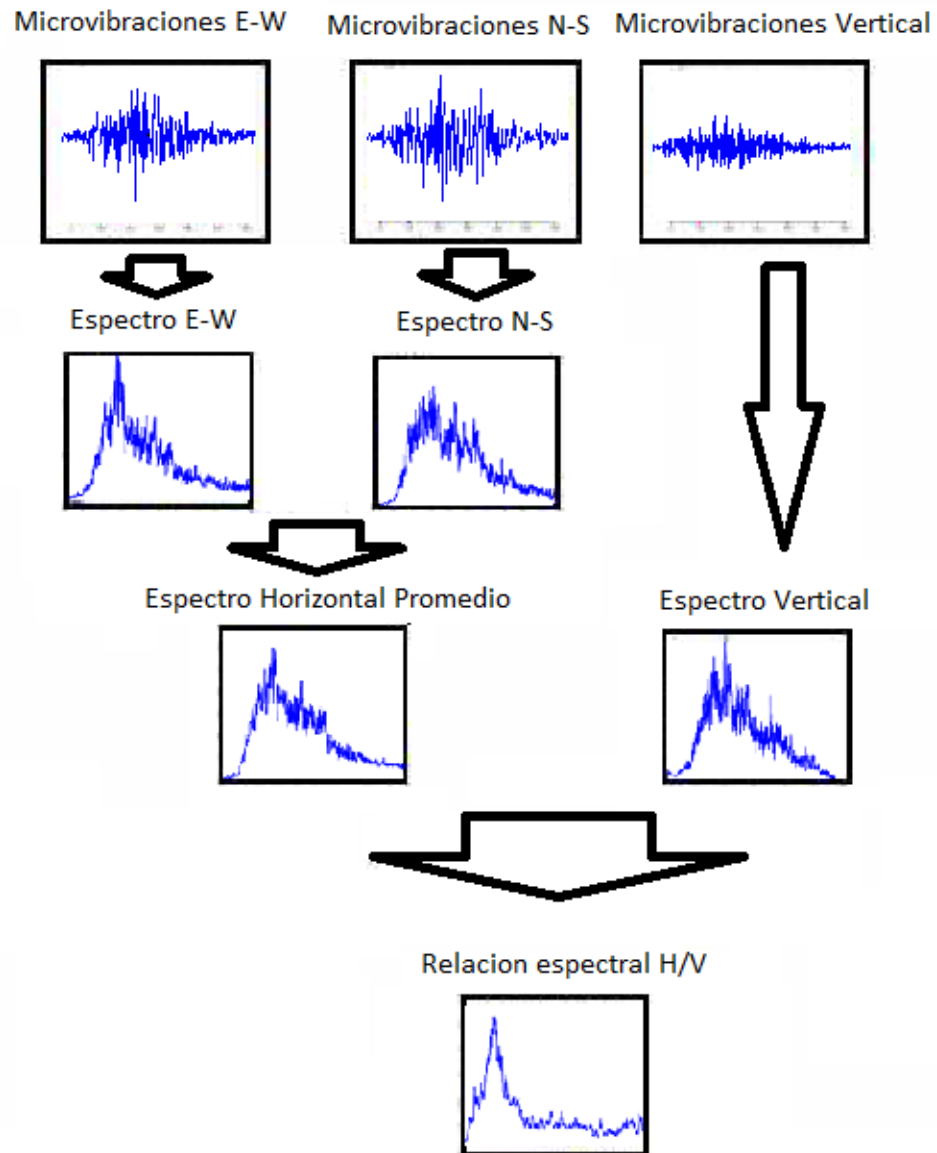 Microvibraciones E-W
Microvibraciones N-S
Microvibraciones Vertical
Espectro E-W
Espectro N-S
Espectro Horizontal Promedio
Espectro Vertical
Relacion espectral H/V